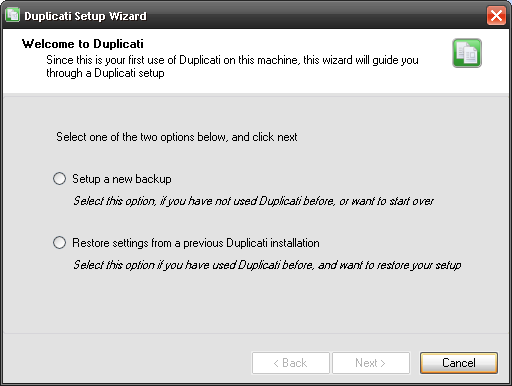 Duplicati Setup Wizard
Welcome to Duplicati
Since this is your first use of Duplicati on this machine, this wizard will guide you
through a Duplicati setup
Select one of the two options below, and click next
Setup a new backup
Select this option, if you have not used Duplicati before, or want to start over
Restore settings from a previous Duplicati installation
Select this option if you have used Duplicati before, and want to restore your setup
< Back Next > Cancel